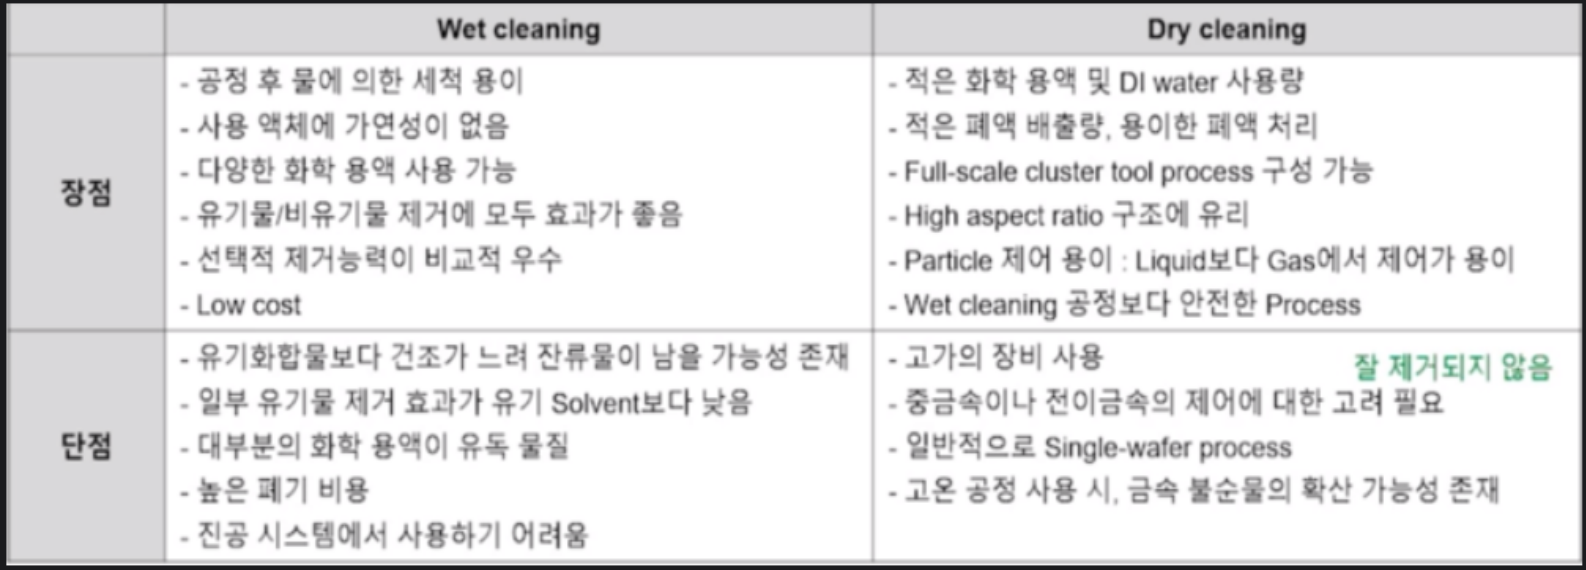 Wet cleaning
Dry cleaning
장점
- 공정 후 물에 의한 세척 용이
- 사용 액체에 가연성이 없음
- 다양한 화학 용액 사용 가능
- 유기물/비유기물 제거에 모두 효과가 좋음
- 선택적 제거능력이 비교적 우수
- Low cost
- 적은 화학 용액 및 DI water 사용량
- 적은 폐액 배출량, 용이한 폐액 처리
- Full-scale cluster tool process 구성 가능
- High aspect ratio 구조에 유리
- Particle 제어 용이 : Liquid보다 Gas에서 제어가 용이
- Wet cleaning 공정보다 안전한 Process
단점
- 유기화합물보다 건조가 느려 잔류물이 남을 가능성 존재
- 일부 유기물 제거 효과가 유기 Solvent보다 낮음
- 대부분의 화학 용액이 유독 물질
- 높은 폐기 비용
- 진공 시스템에서 사용하기 어려움
- 고가의 장비 사용
잘 제거되지 않음
- 중금속이나 전이금속의 제어에 대한 고려 필요
- 일반적으로 Single-wafer process
- 고온 공정 사용 시, 금속 불순물의 확산 가능성 존재